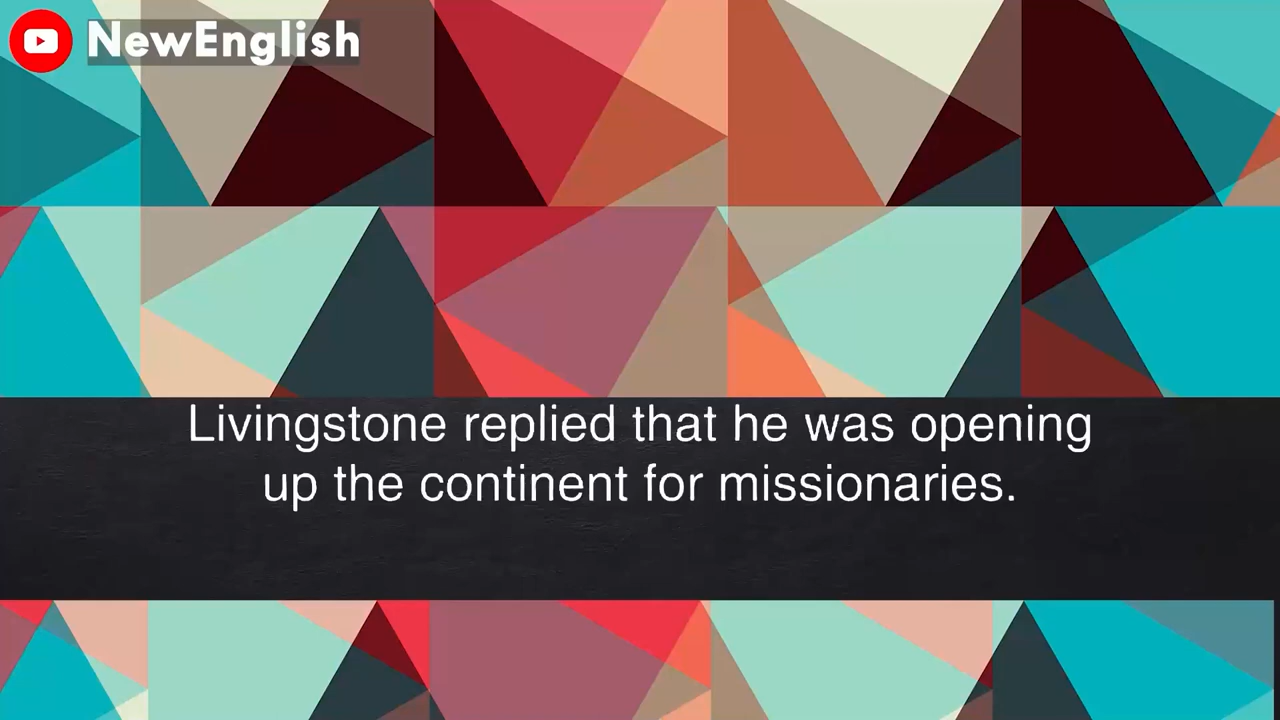 NewEnglish
Livingstone replied that he was opening
up the continent for missionaries.